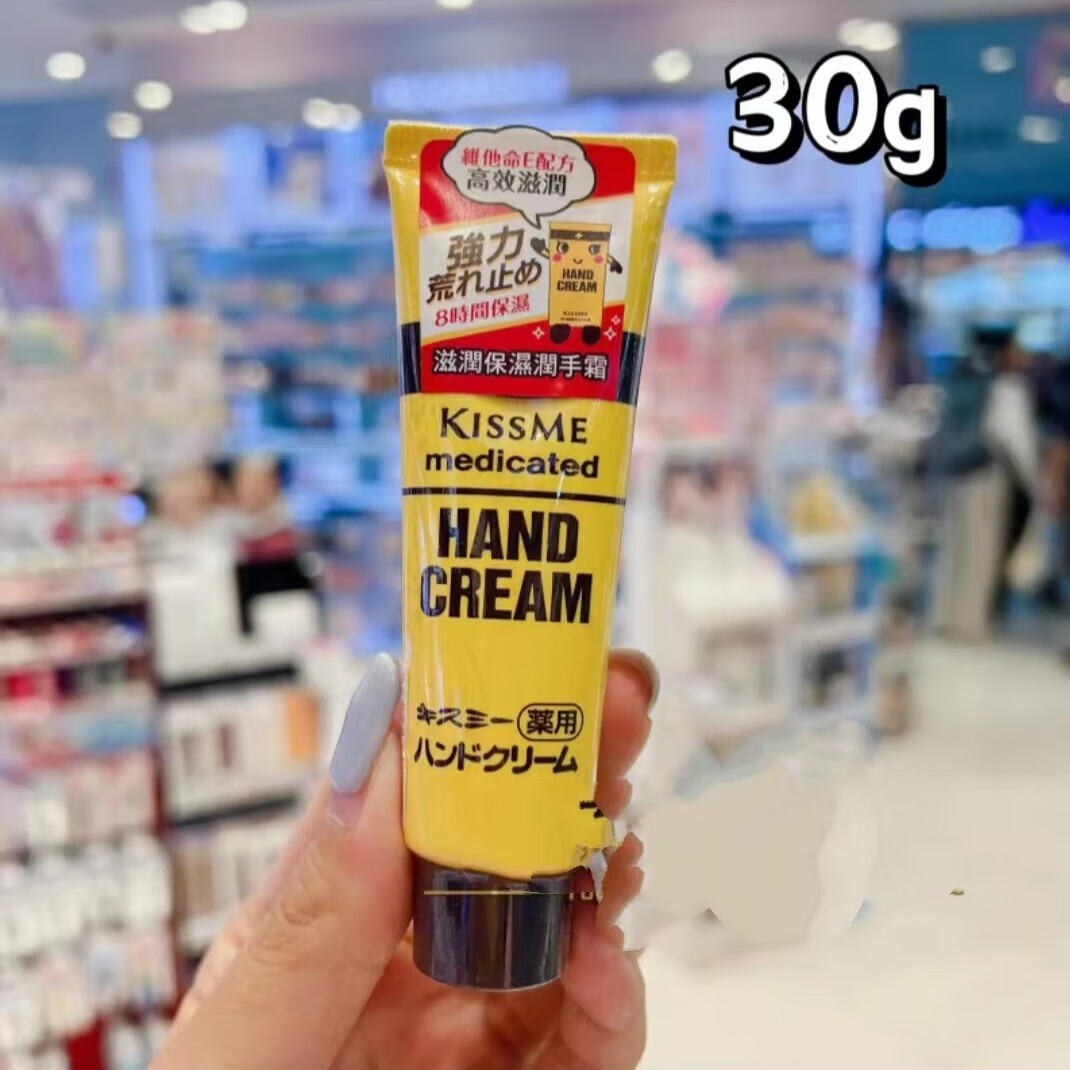 30g
維他命E配方
高效滋潤
強力
荒れ止め
8時間保濕
HAND
CREAM
KISSME
滋潤保濕潤手霜
KISSME
medicated
HAND
CREAM
キスミー 薬用
ハンドクリーム